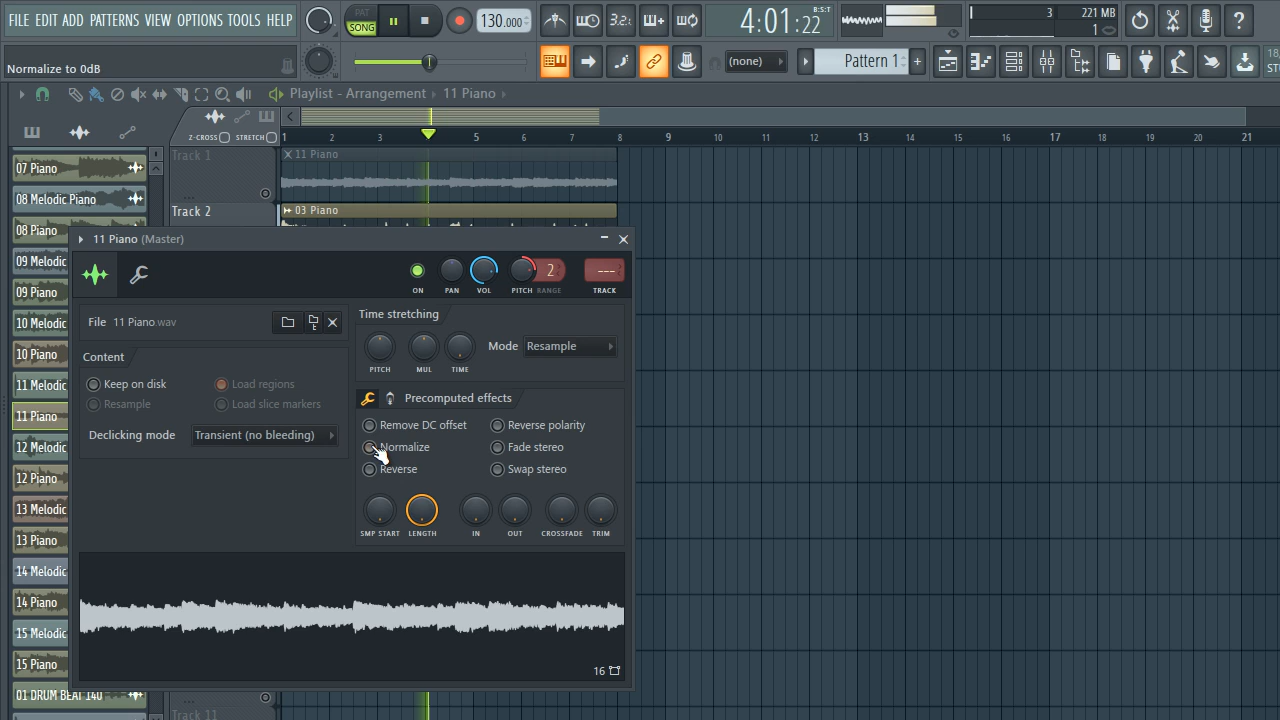 FILE EDIT ADD PATTERNS VIEW OPTIONS TOOLS HELP
PAT
SONG
130.000
3.2.
4:01:22
B:S:T
3
221 MB
1
Normalize to 0dB
(none)
Pattern 1
+
Playlist - Arrangement 11 Piano
Z-CROSS STRETCH
1 2 3 5 6 7 8 9 10 11 12 13 14 15 16 17 18 19 20 21
07 Piano
08 Melodic Piano
08 Piano
09 Melodic
09 Piano
10 Melodic
10 Piano
11 Melodic
11 Piano
12 Melodic
12 Piano
13 Melodic
13 Piano
14 Melodic
14 Piano
15 Melodic
15 Piano
01 DRUM BEAT 140
Track 1
11 Piano
Track 2
03 Piano
11 Piano (Master)
2
---
ON PAN VOL PITCH RANGE TRACK
File 11 Piano.wav
Content
Keep on disk
Load regions
Resample
Load slice markers
Declicking mode Transient (no bleeding)
Time stretching
PITCH MUL TIME
Mode Resample
Precomputed effects
Remove DC offset
Reverse polarity
Normalize
Fade stereo
Reverse
Swap stereo
SMP START LENGTH IN OUT CROSSFADE TRIM
16
Track 11